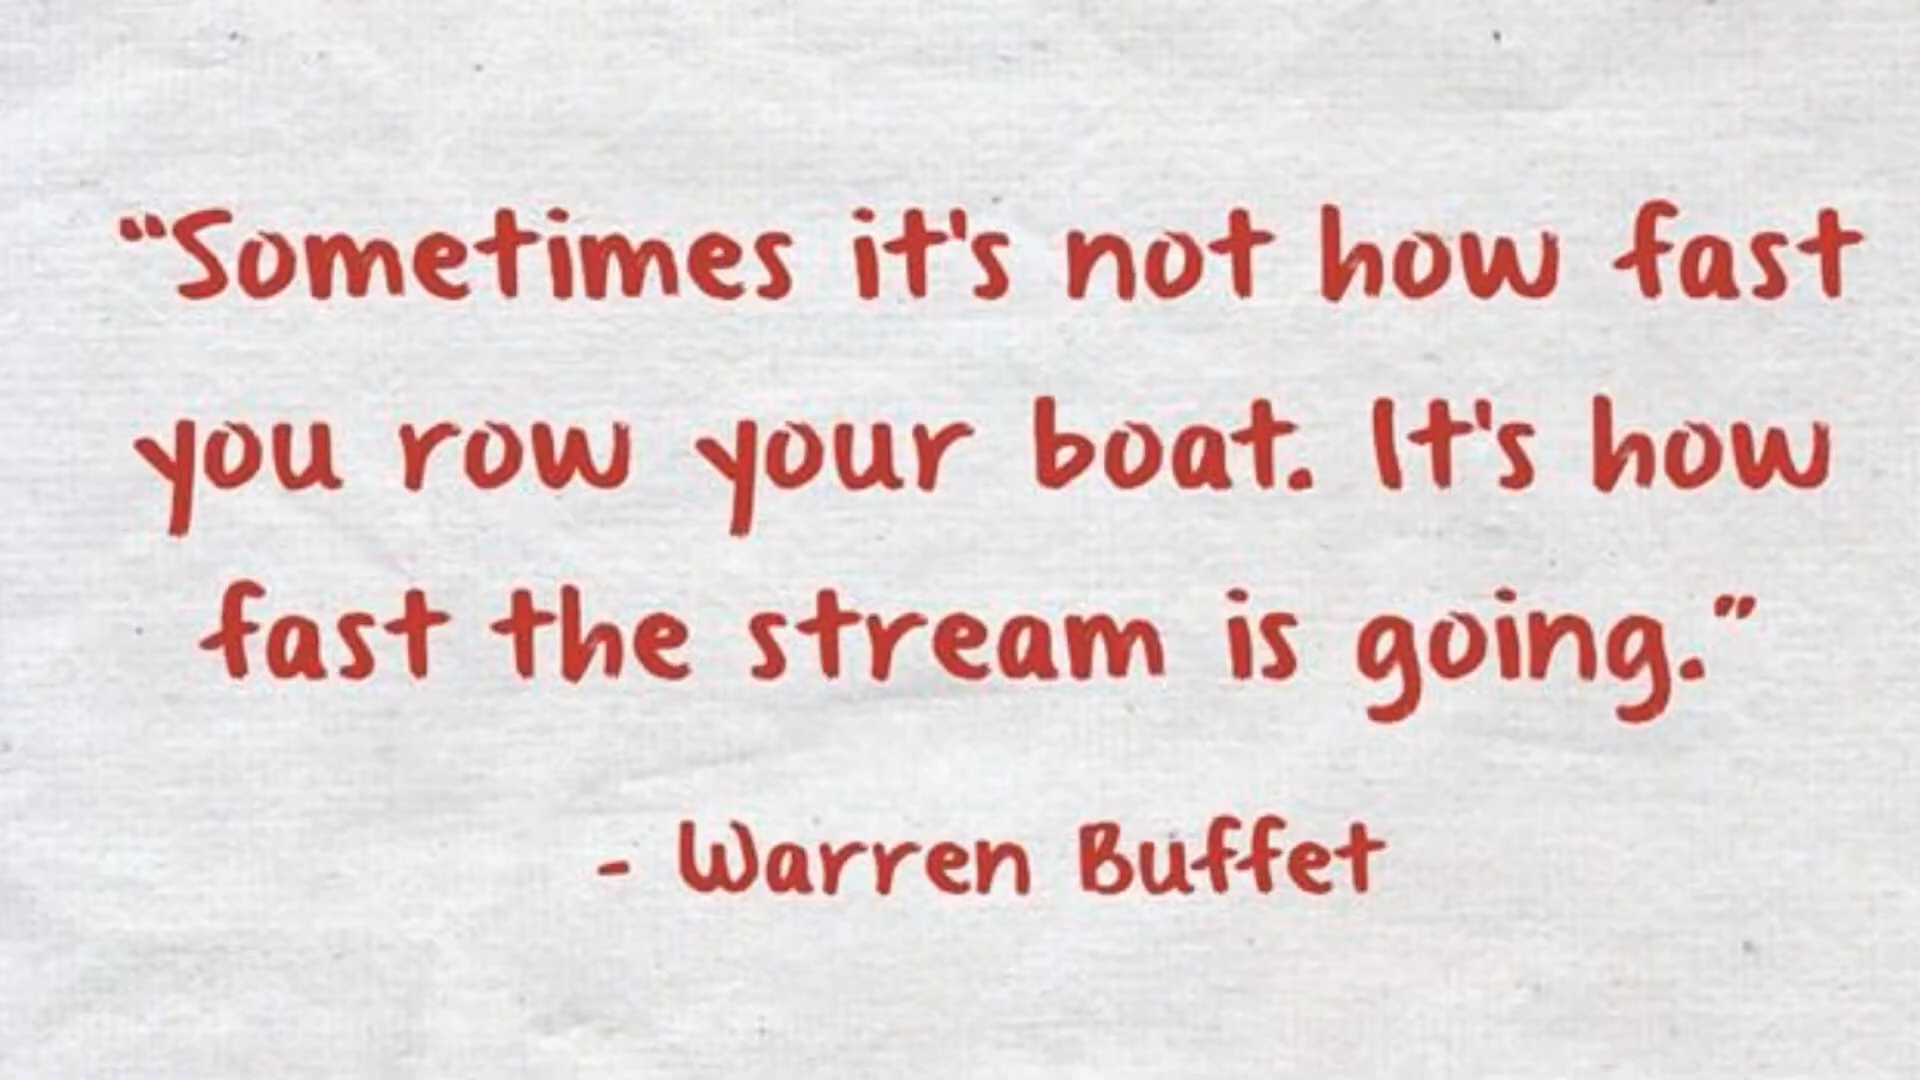 “Sometimes it's not how fast
you row your boat. It's how
fast the stream is going.”
- Warren Buffet